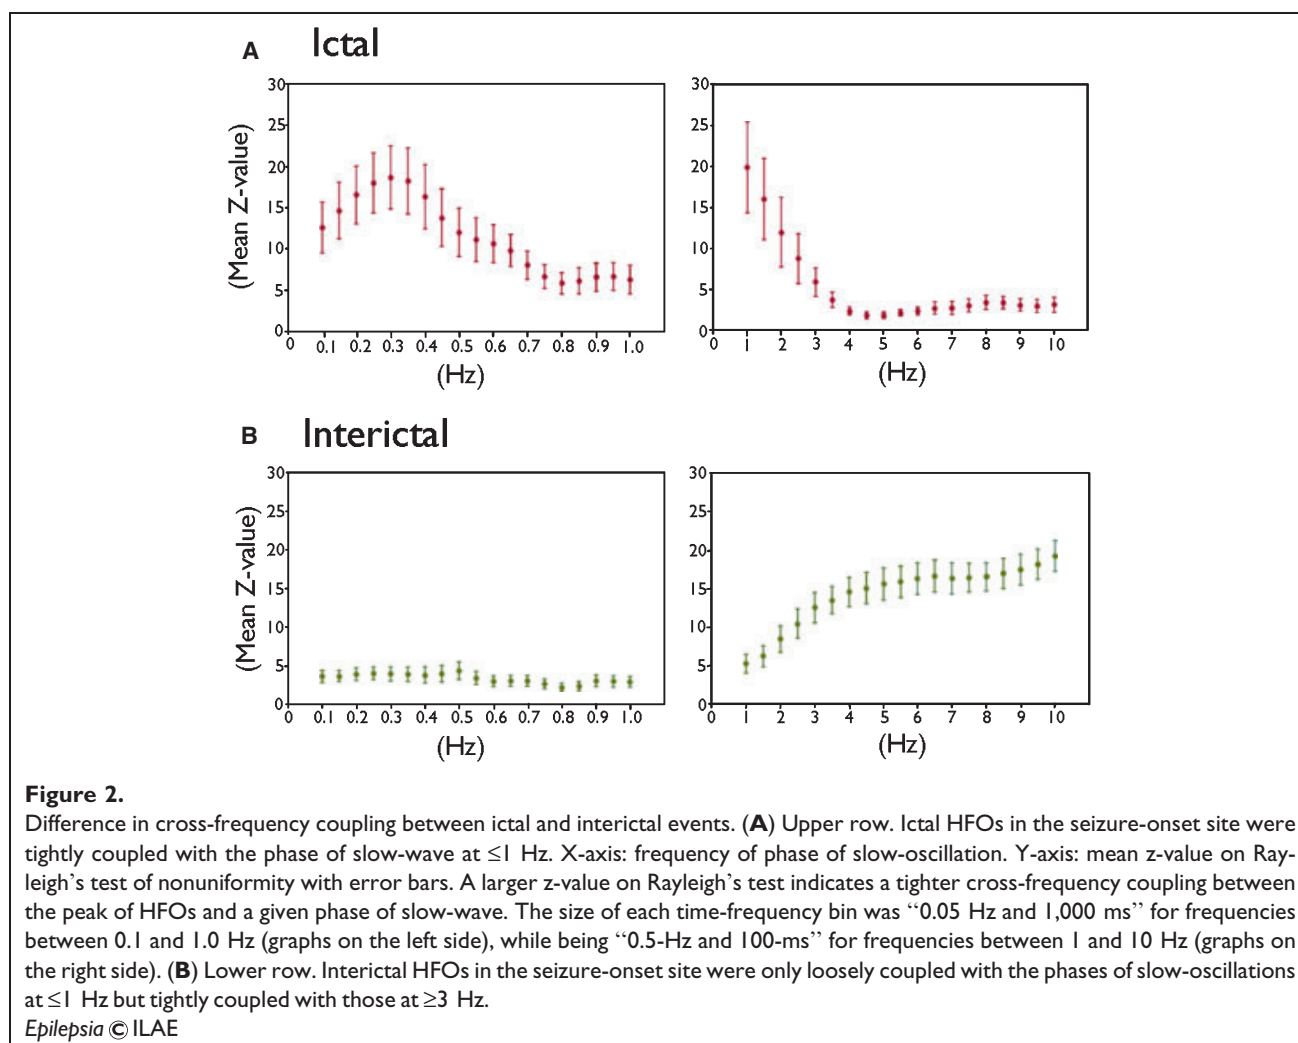 A Ictal
30
25
20
15
10
5
0
(Mean Z-value)
0 0.1 0.2 0.3 0.4 0.5 0.6 0.7 0.8 0.9 1.0
(Hz)
30
25
20
15
10
5
0
0 1 2 3 4 5 6 7 8 9 10
(Hz)
B Interictal
30
25
20
15
10
5
0
(Mean Z-value)
0 0.1 0.2 0.3 0.4 0.5 0.6 0.7 0.8 0.9 1.0
(Hz)
30
25
20
15
10
5
0
0 1 2 3 4 5 6 7 8 9 10
(Hz)
Figure 2.
Difference in cross-frequency coupling between ictal and interictal events. (A) Upper row. Ictal HFOs in the seizure-onset site were
tightly coupled with the phase of slow-wave at ≤1 Hz. X-axis: frequency of phase of slow-oscillation. Y-axis: mean z-value on Ray-
leigh's test of nonuniformity with error bars. A larger z-value on Rayleigh's test indicates a tighter cross-frequency coupling between
the peak of HFOs and a given phase of slow-wave. The size of each time-frequency bin was “0.05 Hz and 1,000 ms” for frequencies
between 0.1 and 1.0 Hz (graphs on the left side), while being “0.5-Hz and 100-ms” for frequencies between 1 and 10 Hz (graphs on
the right side). (B) Lower row. Interictal HFOs in the seizure-onset site were only loosely coupled with the phases of slow-oscillations
at ≤1 Hz but tightly coupled with those at ≥3 Hz.
Epilepsia © ILAE